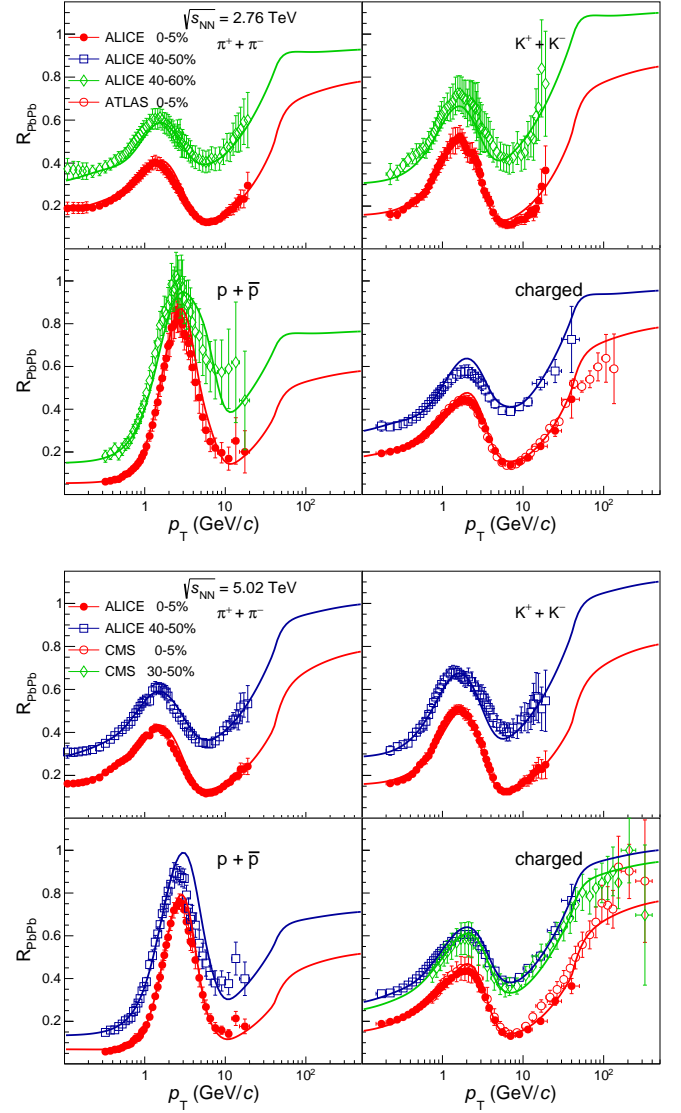 √sNN = 2.76 TeV
ALICE 0-5%
π⁺ + π⁻
K⁺ + K⁻
ALICE 40-50%
ALICE 40-60%
ATLAS 0-5%
RPbPb
1
0.8
0.6
0.4
0.2
p + p̅
charged
RPbPb
1
0.8
0.6
0.4
0.2
1 10 10² 1 10 10²
pT (GeV/c) pT (GeV/c)
√sNN = 5.02 TeV
ALICE 0-5%
π⁺ + π⁻
K⁺ + K⁻
ALICE 40-50%
CMS 0-5%
CMS 30-50%
RPbPb
1
0.8
0.6
0.4
0.2
p + p̅
charged
RPbPb
1
0.8
0.6
0.4
0.2
1 10 10² 1 10 10²
pT (GeV/c) pT (GeV/c)